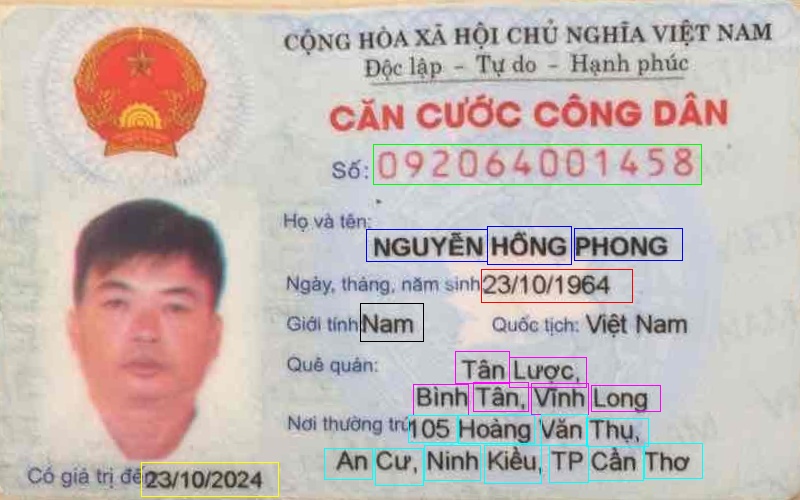 CỘNG HÒA XÃ HỘI CHỦ NGHĨA VIỆT NAM
Độc lập - Tự do - Hạnh phúc
CĂN CƯỚC CÔNG DÂN
Số: 092064001458
Họ và tên:
NGUYỄN HỒNG PHONG
Ngày, tháng, năm sinh 23/10/1964
Giới tính Nam Quốc tịch: Việt Nam
Quê quán: Tân Lược,
Bình Tân, Vĩnh Long
Nơi thường trú 105 Hoàng Văn Thụ,
An Cư, Ninh Kiều, TP Cần Thơ
Có giá trị đế 23/10/2024